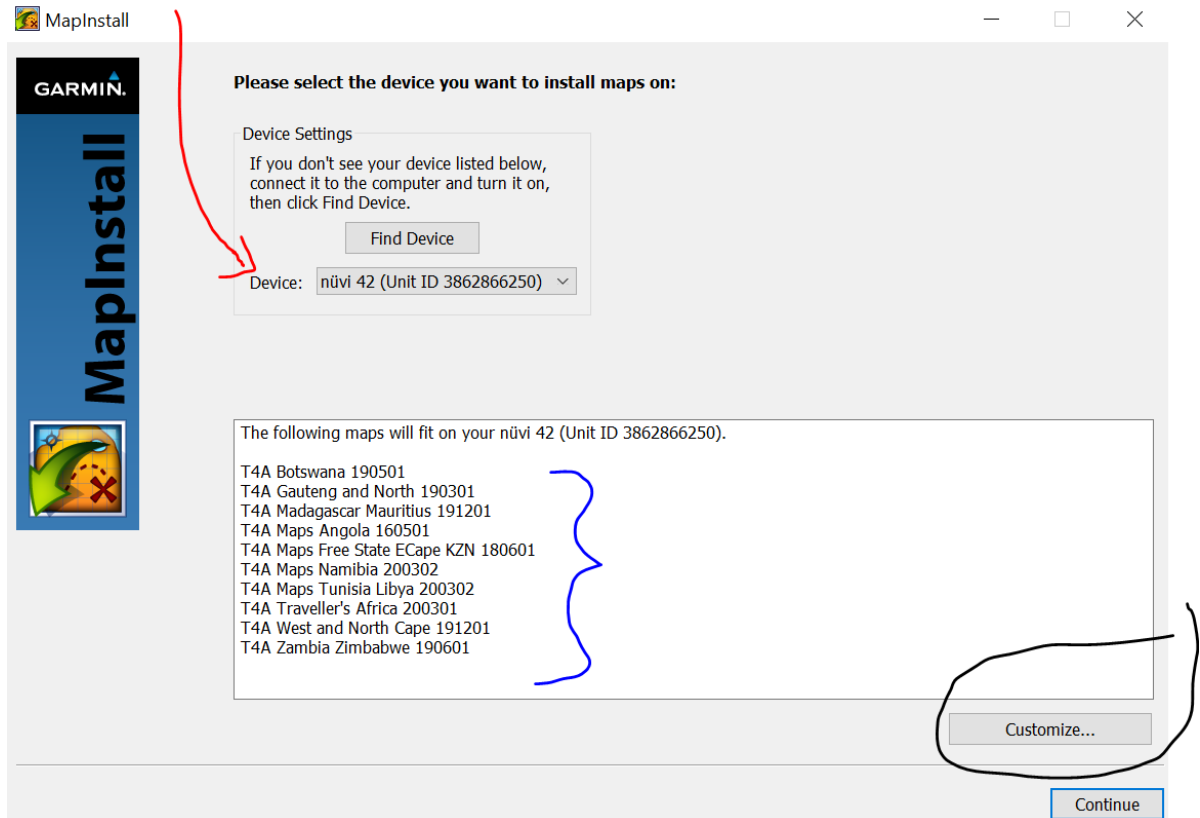 MapInstall
GARMIN.
MapInstall
Please select the device you want to install maps on:
Device Settings
If you don't see your device listed below,
connect it to the computer and turn it on,
then click Find Device.
Find Device
Device: nüvi 42 (Unit ID 3862866250)
The following maps will fit on your nüvi 42 (Unit ID 3862866250).
T4A Botswana 190501
T4A Gauteng and North 190301
T4A Madagascar Mauritius 191201
T4A Maps Angola 160501
T4A Maps Free State ECape KZN 180601
T4A Maps Namibia 200302
T4A Maps Tunisia Libya 200302
T4A Traveller's Africa 200301
T4A West and North Cape 191201
T4A Zambia Zimbabwe 190601
Customize...
Continue